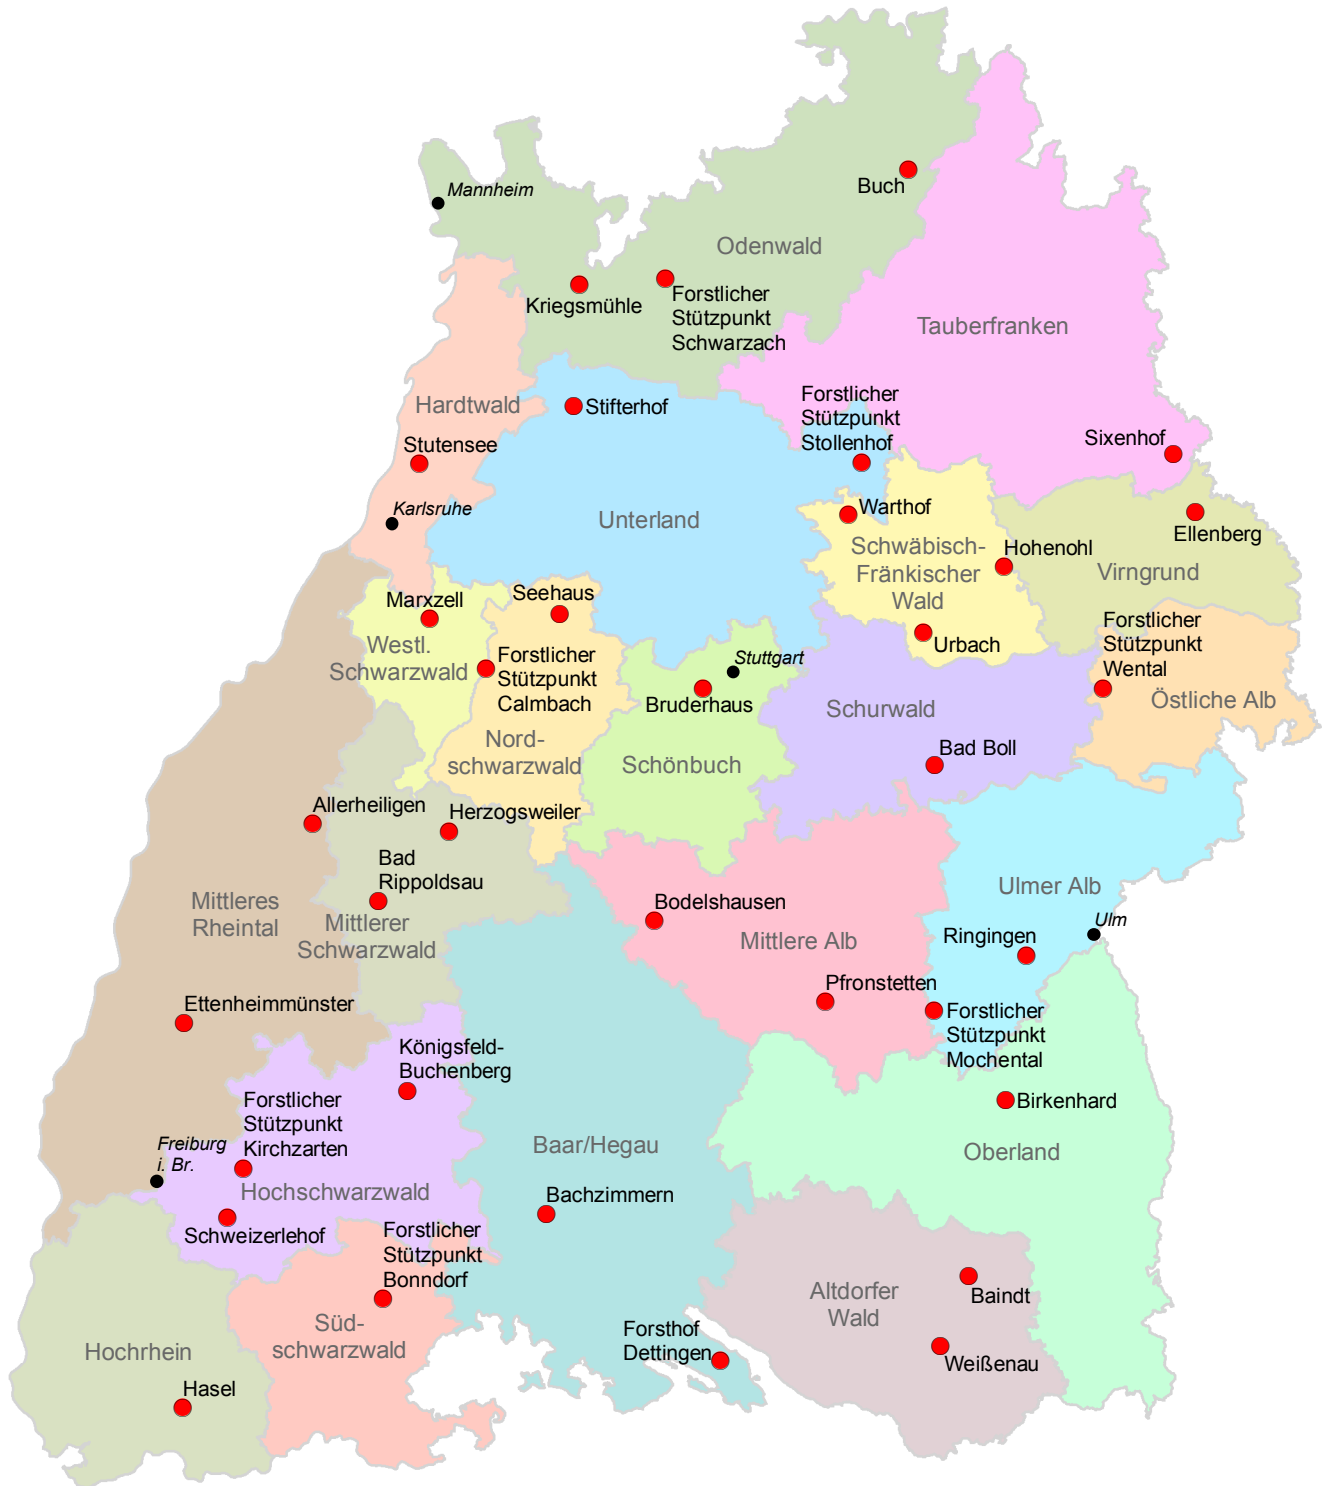 Buch
Mannheim
Odenwald
Kriegsmühle
Forstlicher
Stützpunkt
Schwarzach
Tauberfranken
Hardtwald
Stifterhof
Forstlicher
Stützpunkt
Stollenhof
Stutensee
Sixenhof
Karlsruhe
Unterland
Warthof
Ellenberg
Schwäbisch-
Fränkischer
Wald
Hohenohl
Virngrund
Marxzell
Seehaus
Westl.
Schwarzwald
Forstlicher
Stützpunkt
Calmbach
Stuttgart
Urbach
Forstlicher
Stützpunkt
Wental
Bruderhaus
Schurwald
Östliche Alb
Nord-
schwarzwald
Schönbuch
Bad Boll
Allerheiligen
Herzogsweiler
Bad
Rippoldsau
Mittleres
Rheintal
Mittlerer
Schwarzwald
Bodelshausen
Mittlere Alb
Ulmer Alb
Ulm
Ringingen
Pfronstetten
Ettenheimmünster
Forstlicher
Stützpunkt
Mochental
Königsfeld-
Buchenberg
Forstlicher
Stützpunkt
Kirchzarten
Birkenhard
Freiburg
i. Br.
Baar/Hegau
Oberland
Hochschwarzwald
Bachzimmern
Schweizerlehof
Forstlicher
Stützpunkt
Bonndorf
Altdorfer
Wald
Baindt
Süd-
schwarzwald
Forsthof
Dettingen
Hochrhein
Weißenau
Hasel